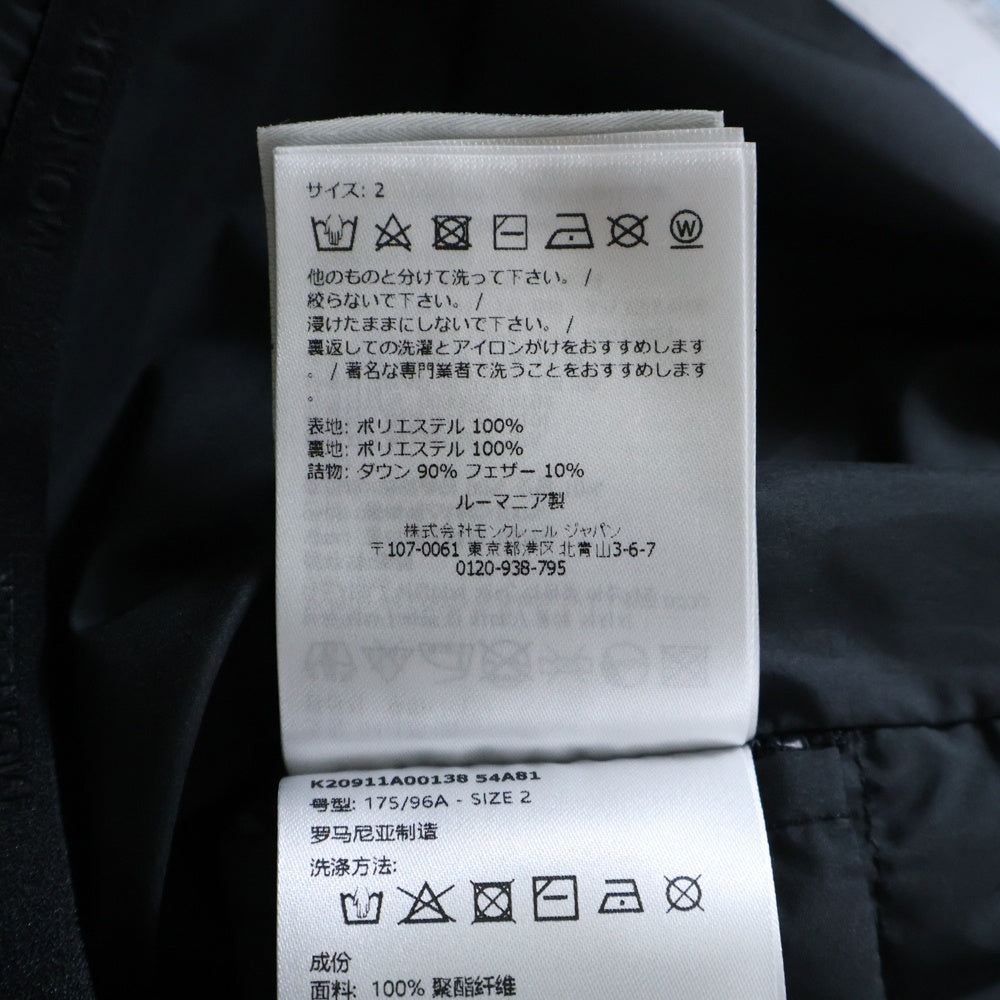 MONCLER
サイズ: 2
W
他のものと分けて洗って下さい。 /
絞らないで下さい。 /
浸けたままにしないで下さい。 /
裏返しての洗濯とアイロンがけをおすすめします
。 / 著名な専門業者で洗うことをおすすめします
。
表地: ポリエステル 100%
裏地: ポリエステル 100%
詰物: ダウン 90% フェザー 10%
ルーマニア製
株式会社モンクレール ジャパン
〒107-0061 東京都港区 北青山3-6-7
0120-938-795
K20911A00138 54A81
号型: 175/96A - SIZE 2
罗马尼亚制造
洗涤方法:
成份
面料: 100% 聚酯纤维